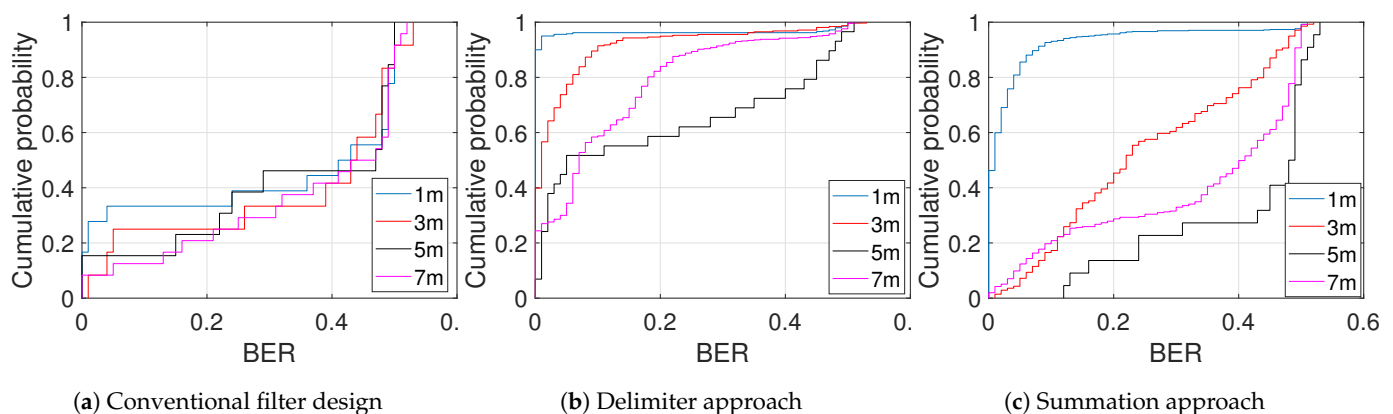 Cumulative probability
1
0.8
0.6
0.4
0.2
0
0
0.2
0.4
0.
BER
1m
3m
5m
7m
(a) Conventional filter design
Cumulative probability
1
0.8
0.6
0.4
0.2
0
0
0.2
0.4
0.
BER
1m
3m
5m
7m
(b) Delimiter approach
Cumulative probability
1
0.8
0.6
0.4
0.2
0
0
0.2
0.4
0.6
BER
1m
3m
5m
7m
(c) Summation approach